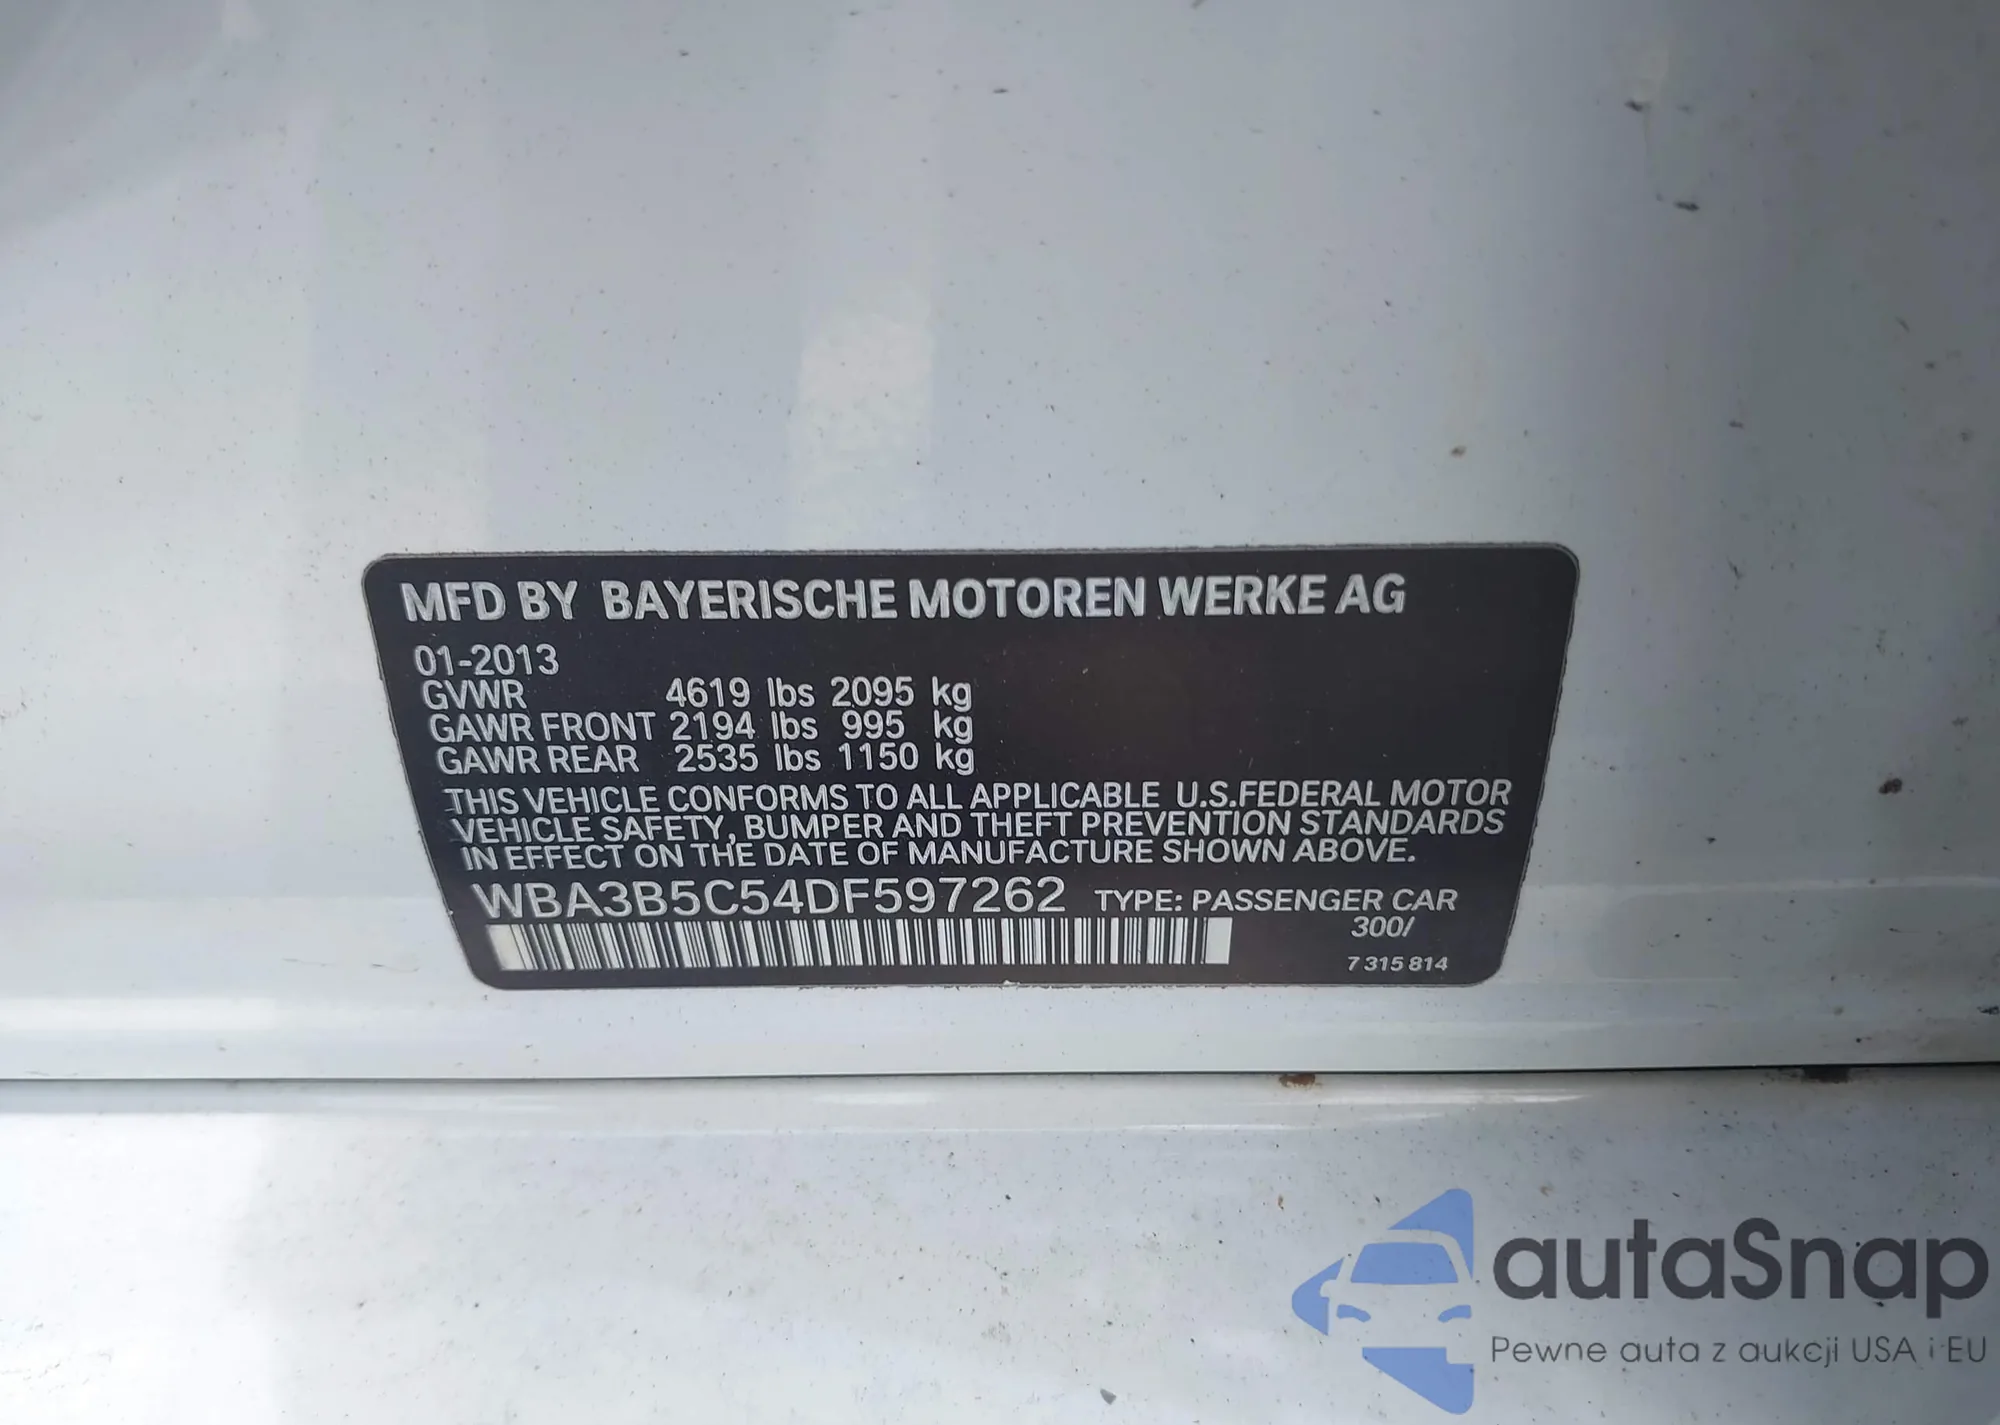 MFD BY BAYERISCHE MOTOREN WERKE AG
01-2013
GVWR 4619 lbs 2095 kg
GAWR FRONT 2194 lbs 995 kg
GAWR REAR 2535 lbs 1150 kg
THIS VEHICLE CONFORMS TO ALL APPLICABLE U.S.FEDERAL MOTOR
VEHICLE SAFETY, BUMPER AND THEFT PREVENTION STANDARDS
IN EFFECT ON THE DATE OF MANUFACTURE SHOWN ABOVE.
WBA3B5C54DF597262 TYPE: PASSENGER CAR
300/
7 315 814
autaSnap
Pewne auta z aukcji USA i EU